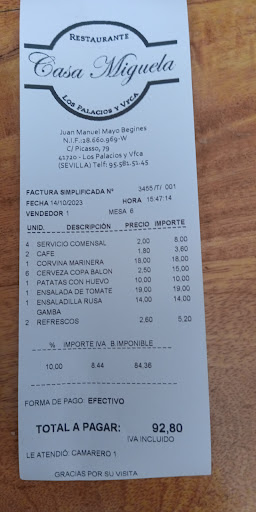 RESTAURANTE
Casa Miguela
LOS PALACIOS Y VFCA
Juan Manuel Mayo Begines
N.I.F.:28.660.969-W
C/ Picasso, 79
41720 - Los Palacios y Vfca
(SEVILLA) Telf: 95.581.51.45
FACTURA SIMPLIFICADA Nº 3455 /T/ 001
FECHA 14/10/2023 HORA 15:47:14
VENDEDOR 1 MESA 6
UNID. DESCRIPCIÓN PRECIO IMPORTE
4 SERVICIO COMENSAL 2,00 8,00
2 CAFE 1,80 3,60
1 CORVINA MARINERA 18,00 18,00
6 CERVEZA COPA BALON 2,50 15,00
1 PATATAS CON HUEVO 10,00 10,00
1 ENSALADA DE TOMATE 19,00 19,00
1 ENSALADILLA RUSA 14,00 14,00
GAMBA
2 REFRESCOS 2,60 5,20
% IMPORTE IVA B IMPONIBLE
10,00 8.44 84,36
FORMA DE PAGO EFECTIVO
TOTAL A PAGAR: 92,80
IVA INCLUIDO
LE ATENDIÓ: CAMARERO 1
GRACIAS POR SU VISITA